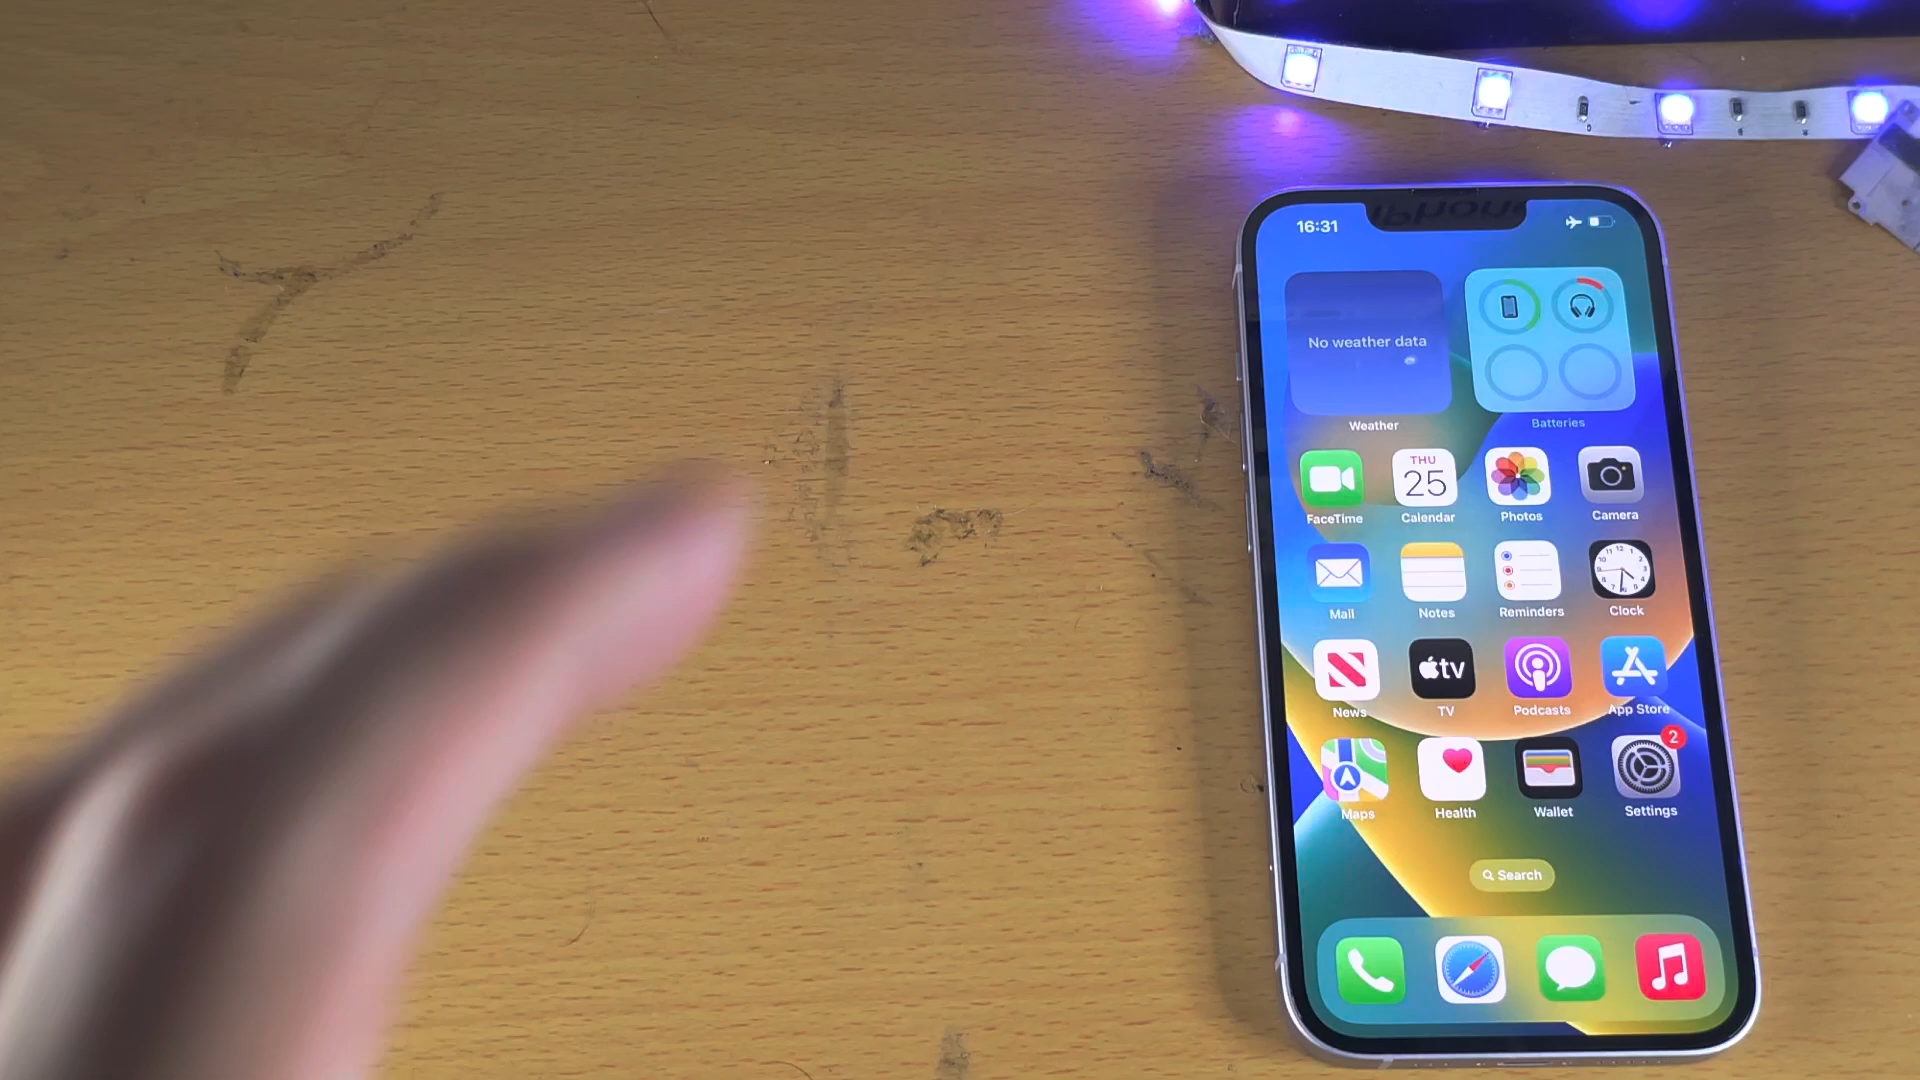 16:31
No weather data
Weather
Batteries
FaceTime
THU
25
Calendar
Photos
Camera
Mail
Notes
Reminders
Clock
News
tv
TV
Podcasts
App Store
Maps
Health
Wallet
2
Settings
Search